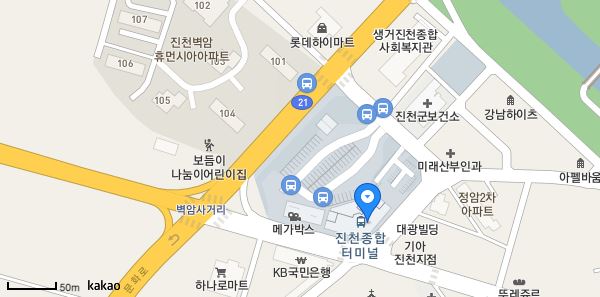 106
105
진천벽암
휴먼시아아파트
103
102
101
105
104
롯데하이마트
생거진천종합
사회복지관
21
진천군보건소
강남하이츠
보듬이
나눔이어린이집
미래산부인과
아펠바움
벽암사거리
메가박스
진천종합
터미널
대광빌딩
기아
진천지점
정암2차
아파트
문화로
하나로마트
KB국민은행
뚜레쥬르
50m kakao